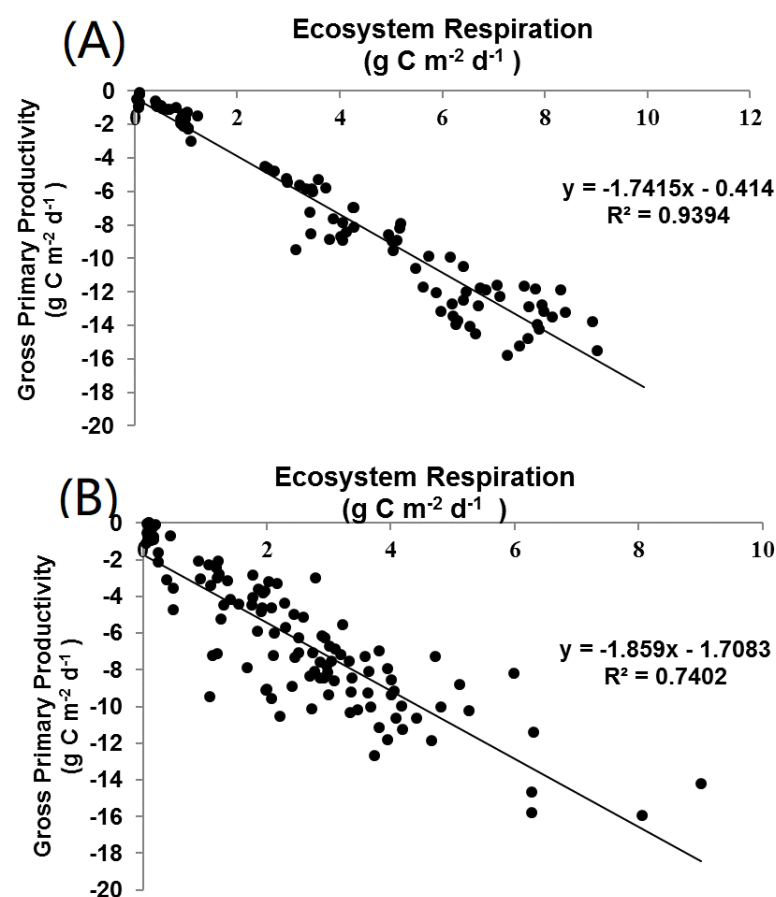 (A)
Ecosystem Respiration
(g C m-2 d-1 )
0
0 2 4 6 8 10 12
-2
-4
-6
-8
-10
-12
-14
-16
-18
-20
Gross Primary Productivity
(g C m-2 d-1 )
y = -1.7415x - 0.414
R² = 0.9394
(B)
Ecosystem Respiration
(g C m-2 d-1 )
0
0 2 4 6 8 10
-2
-4
-6
-8
-10
-12
-14
-16
-18
-20
Gross Primary Productivity
(g C m-2 d-1 )
y = -1.859x - 1.7083
R² = 0.7402